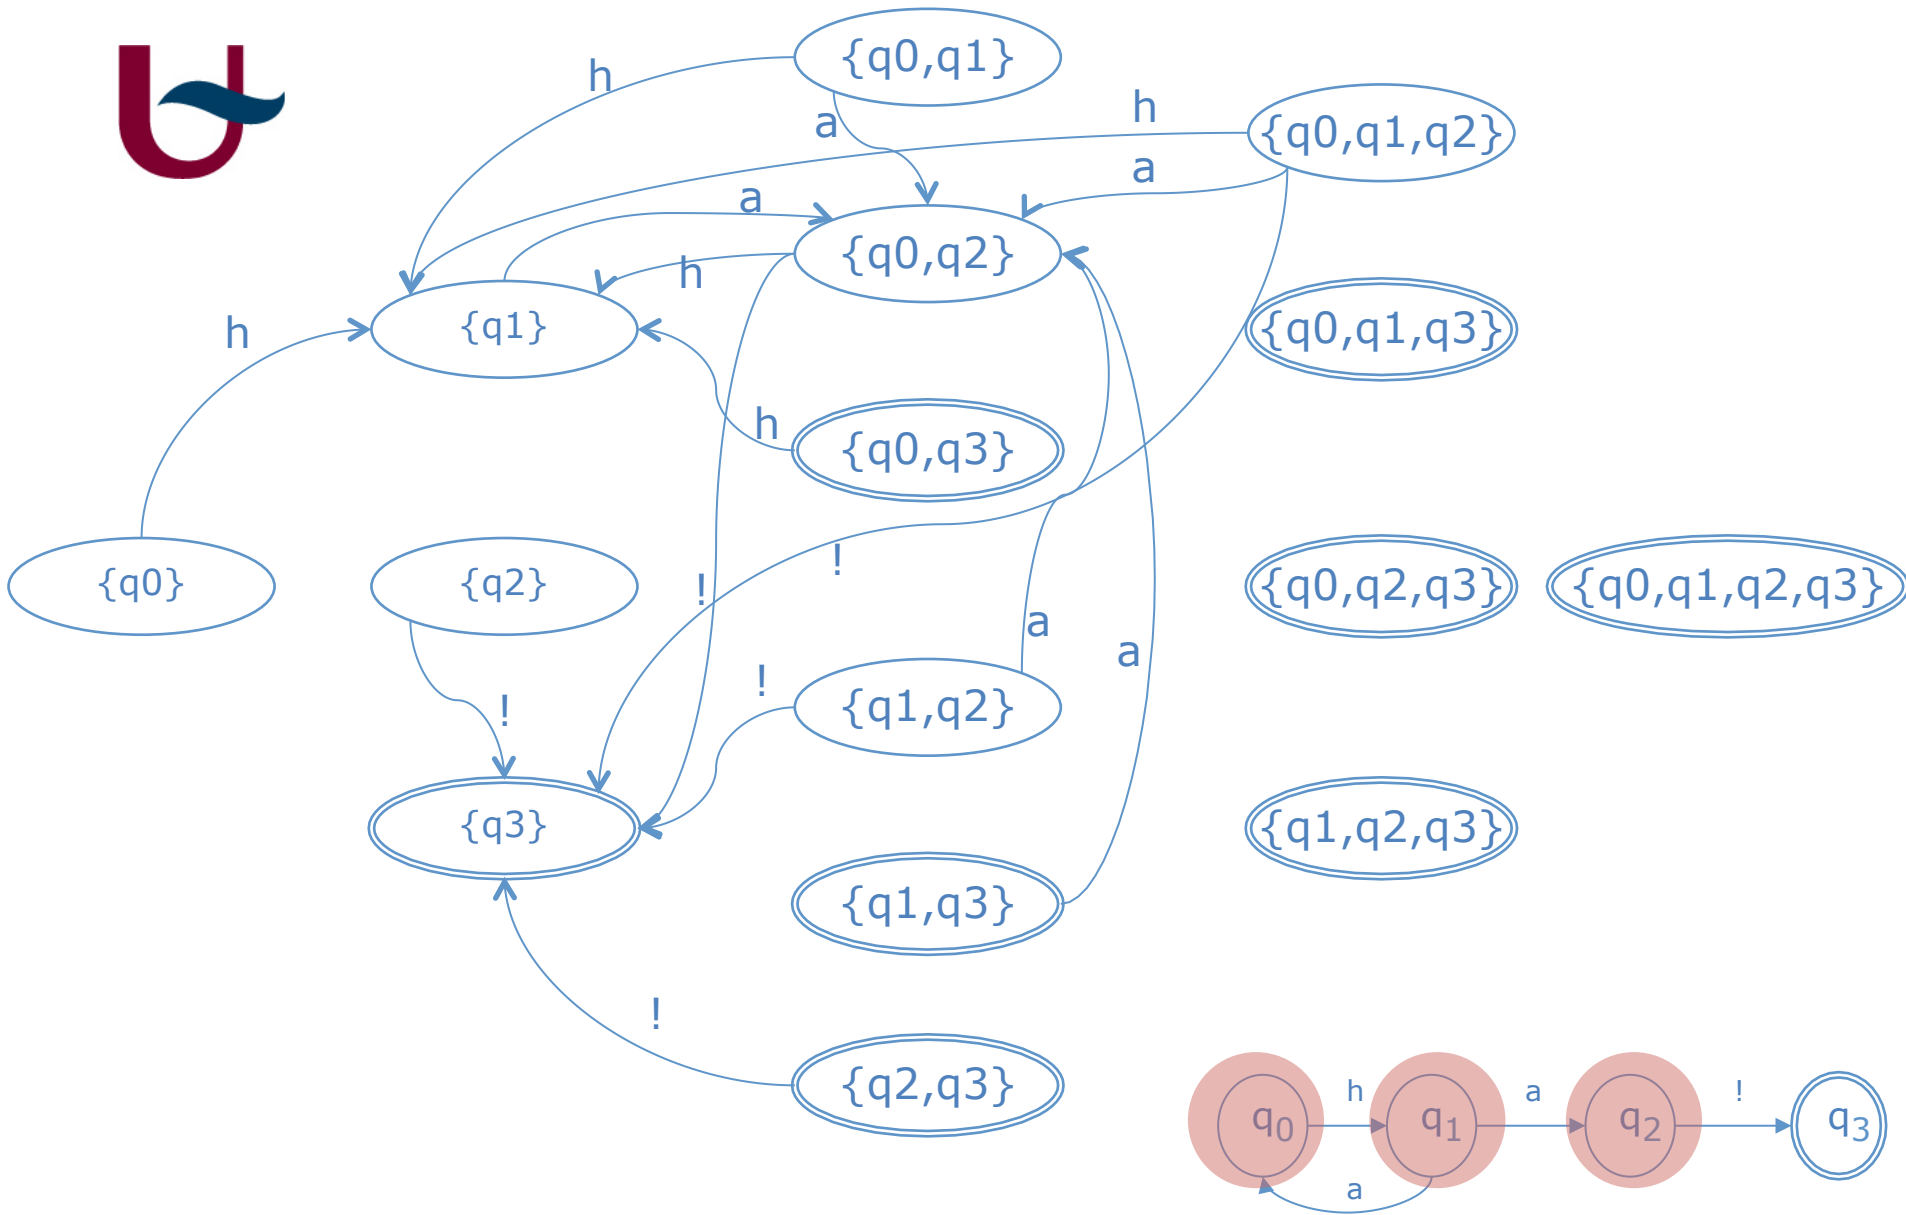 {q0,q1}
h
a
h
{q0,q1,q2}
a
a
{q0,q2}
h
{q1}
h
{q0,q1,q3}
h
{q0,q3}
{q0}
{q2}
!
!
{q0,q2,q3}
{q0,q1,q2,q3}
a
a
!
!
{q1,q2}
{q3}
{q1,q2,q3}
{q1,q3}
!
{q2,q3}
q0
h
q1
a
q2
!
q3
a